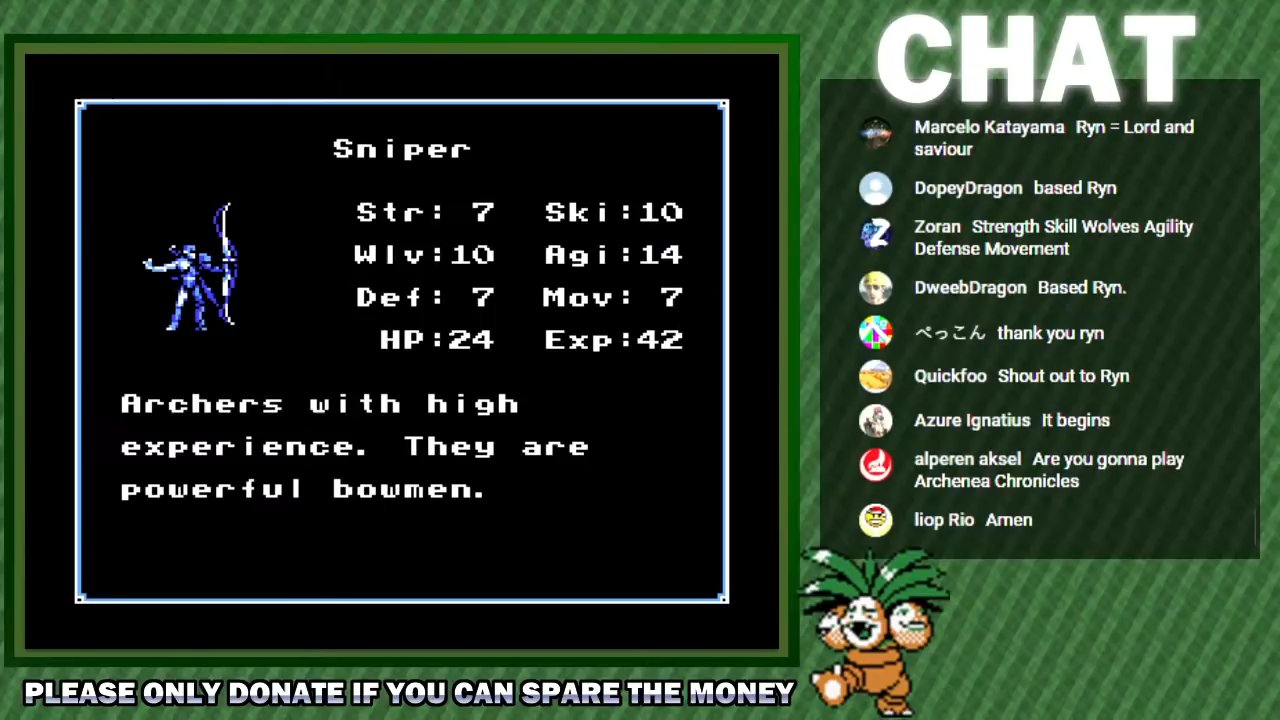 Sniper
Str: 7 Ski:10
Wlv:10 Agi:14
Def: 7 Mov: 7
HP:24 Exp:42
Archers with high
experience. They are
powerful bowmen.
CHAT
Marcelo Katayama Ryn = Lord and
saviour
DopeyDragon based Ryn
Zoran Strength Skill Wolves Agility
Defense Movement
DweebDragon Based Ryn.
ぺっこん thank you ryn
Quickfoo Shout out to Ryn
Azure Ignatius It begins
alperen aksel Are you gonna play
Archenea Chronicles
liop Rio Amen
PLEASE ONLY DONATE IF YOU CAN SPARE THE MONEY